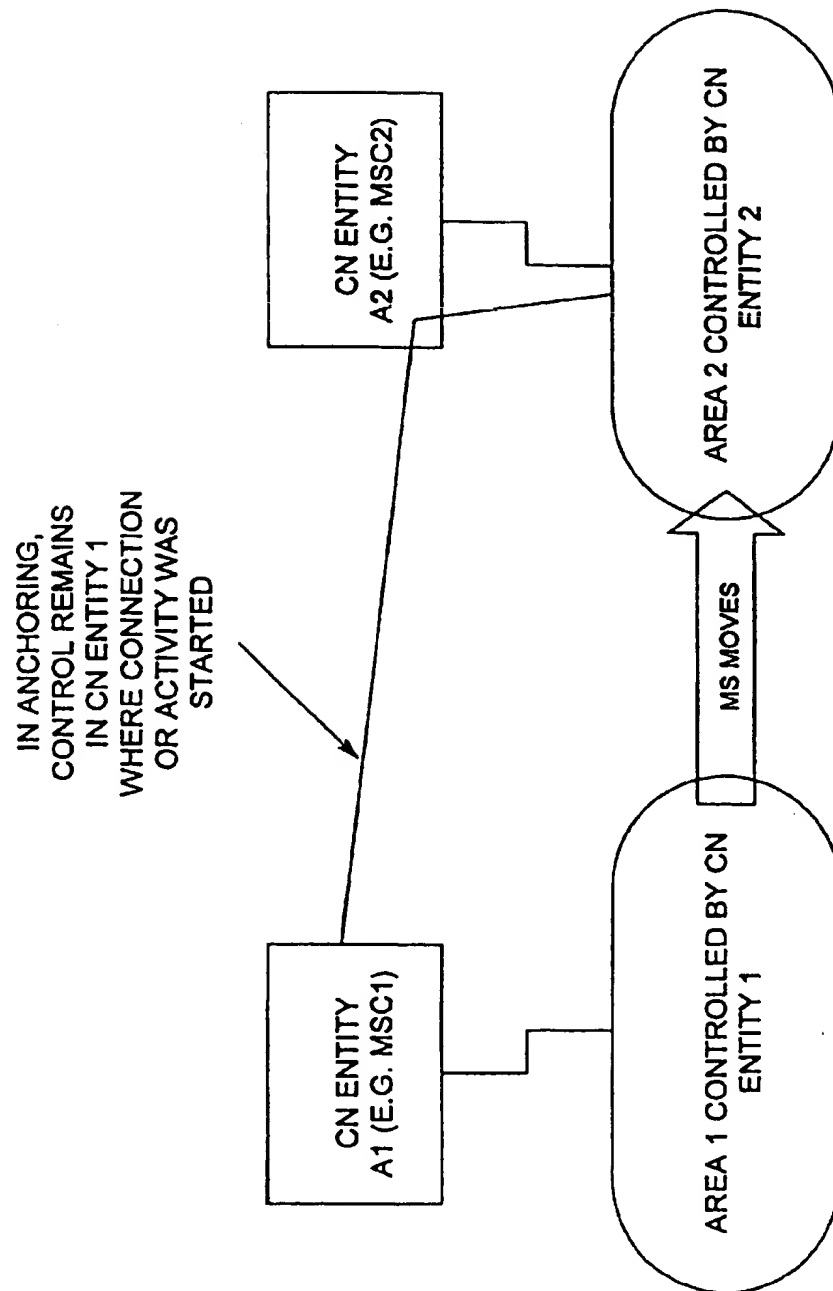 IN ANCHORING,
CONTROL REMAINS
IN CN ENTITY 1
WHERE CONNECTION
OR ACTIVITY WAS
STARTED
CN ENTITY
A1 (E.G. MSC1)
CN ENTITY
A2 (E.G. MSC2)
AREA 1 CONTROLLED BY CN
ENTITY 1
MS MOVES
AREA 2 CONTROLLED BY CN
ENTITY 2